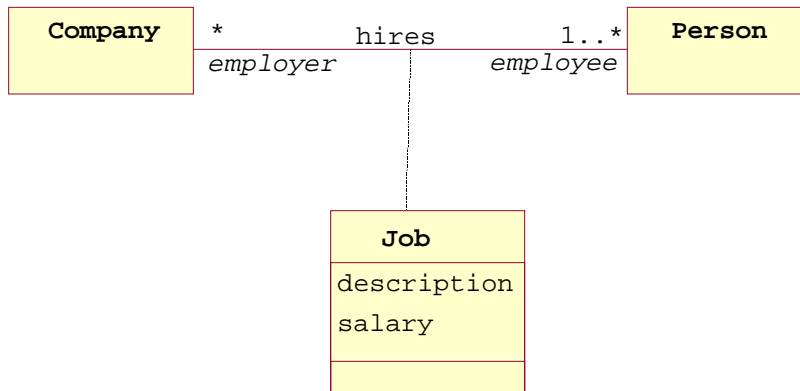 Company
*
hires
1..*
Person
employer
employee
Job
description
salary